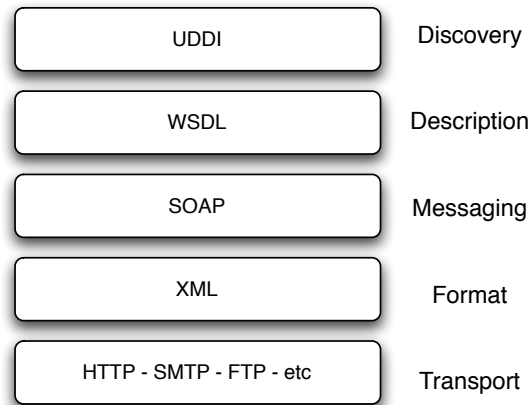 UDDI
Discovery
WSDL
Description
SOAP
Messaging
XML
Format
HTTP - SMTP - FTP - etc
Transport